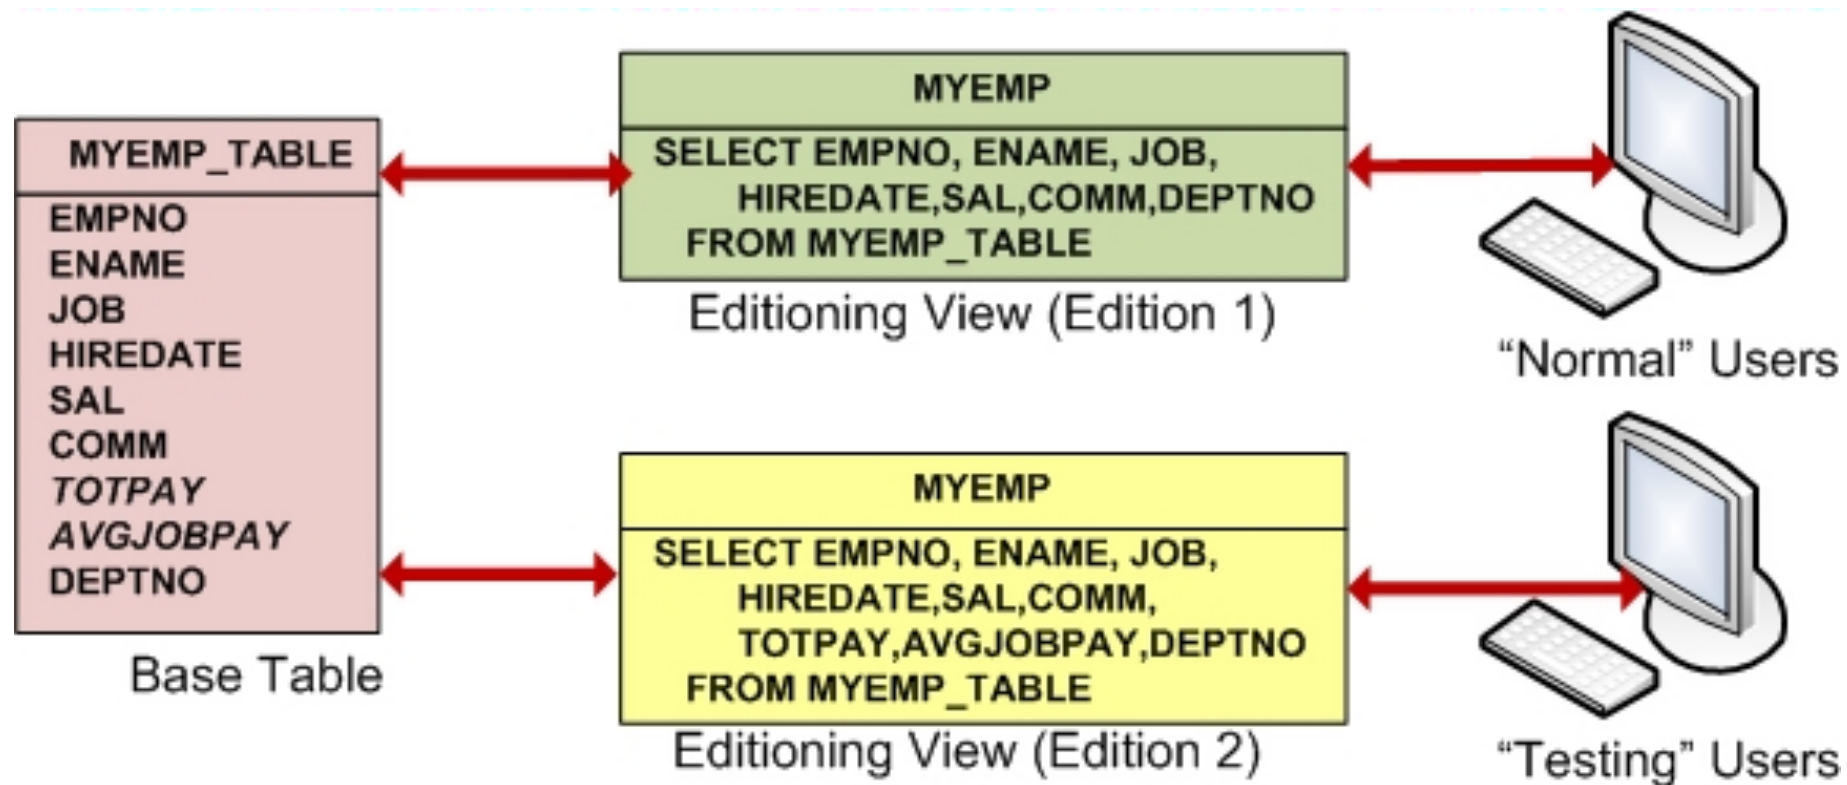 MYEMP_TABLE
EMPNO
ENAME
JOB
HIREDATE
SAL
COMM
TOTPAY
AVGJOBPAY
DEPTNO
Base Table
MYEMP
SELECT EMPNO, ENAME, JOB,
HIREDATE,SAL,COMM,DEPTNO
FROM MYEMP_TABLE
Editioning View (Edition 1)
“Normal” Users
MYEMP
SELECT EMPNO, ENAME, JOB,
HIREDATE,SAL,COMM,
TOTPAY,AVGJOBPAY,DEPTNO
FROM MYEMP_TABLE
Editioning View (Edition 2)
“Testing” Users